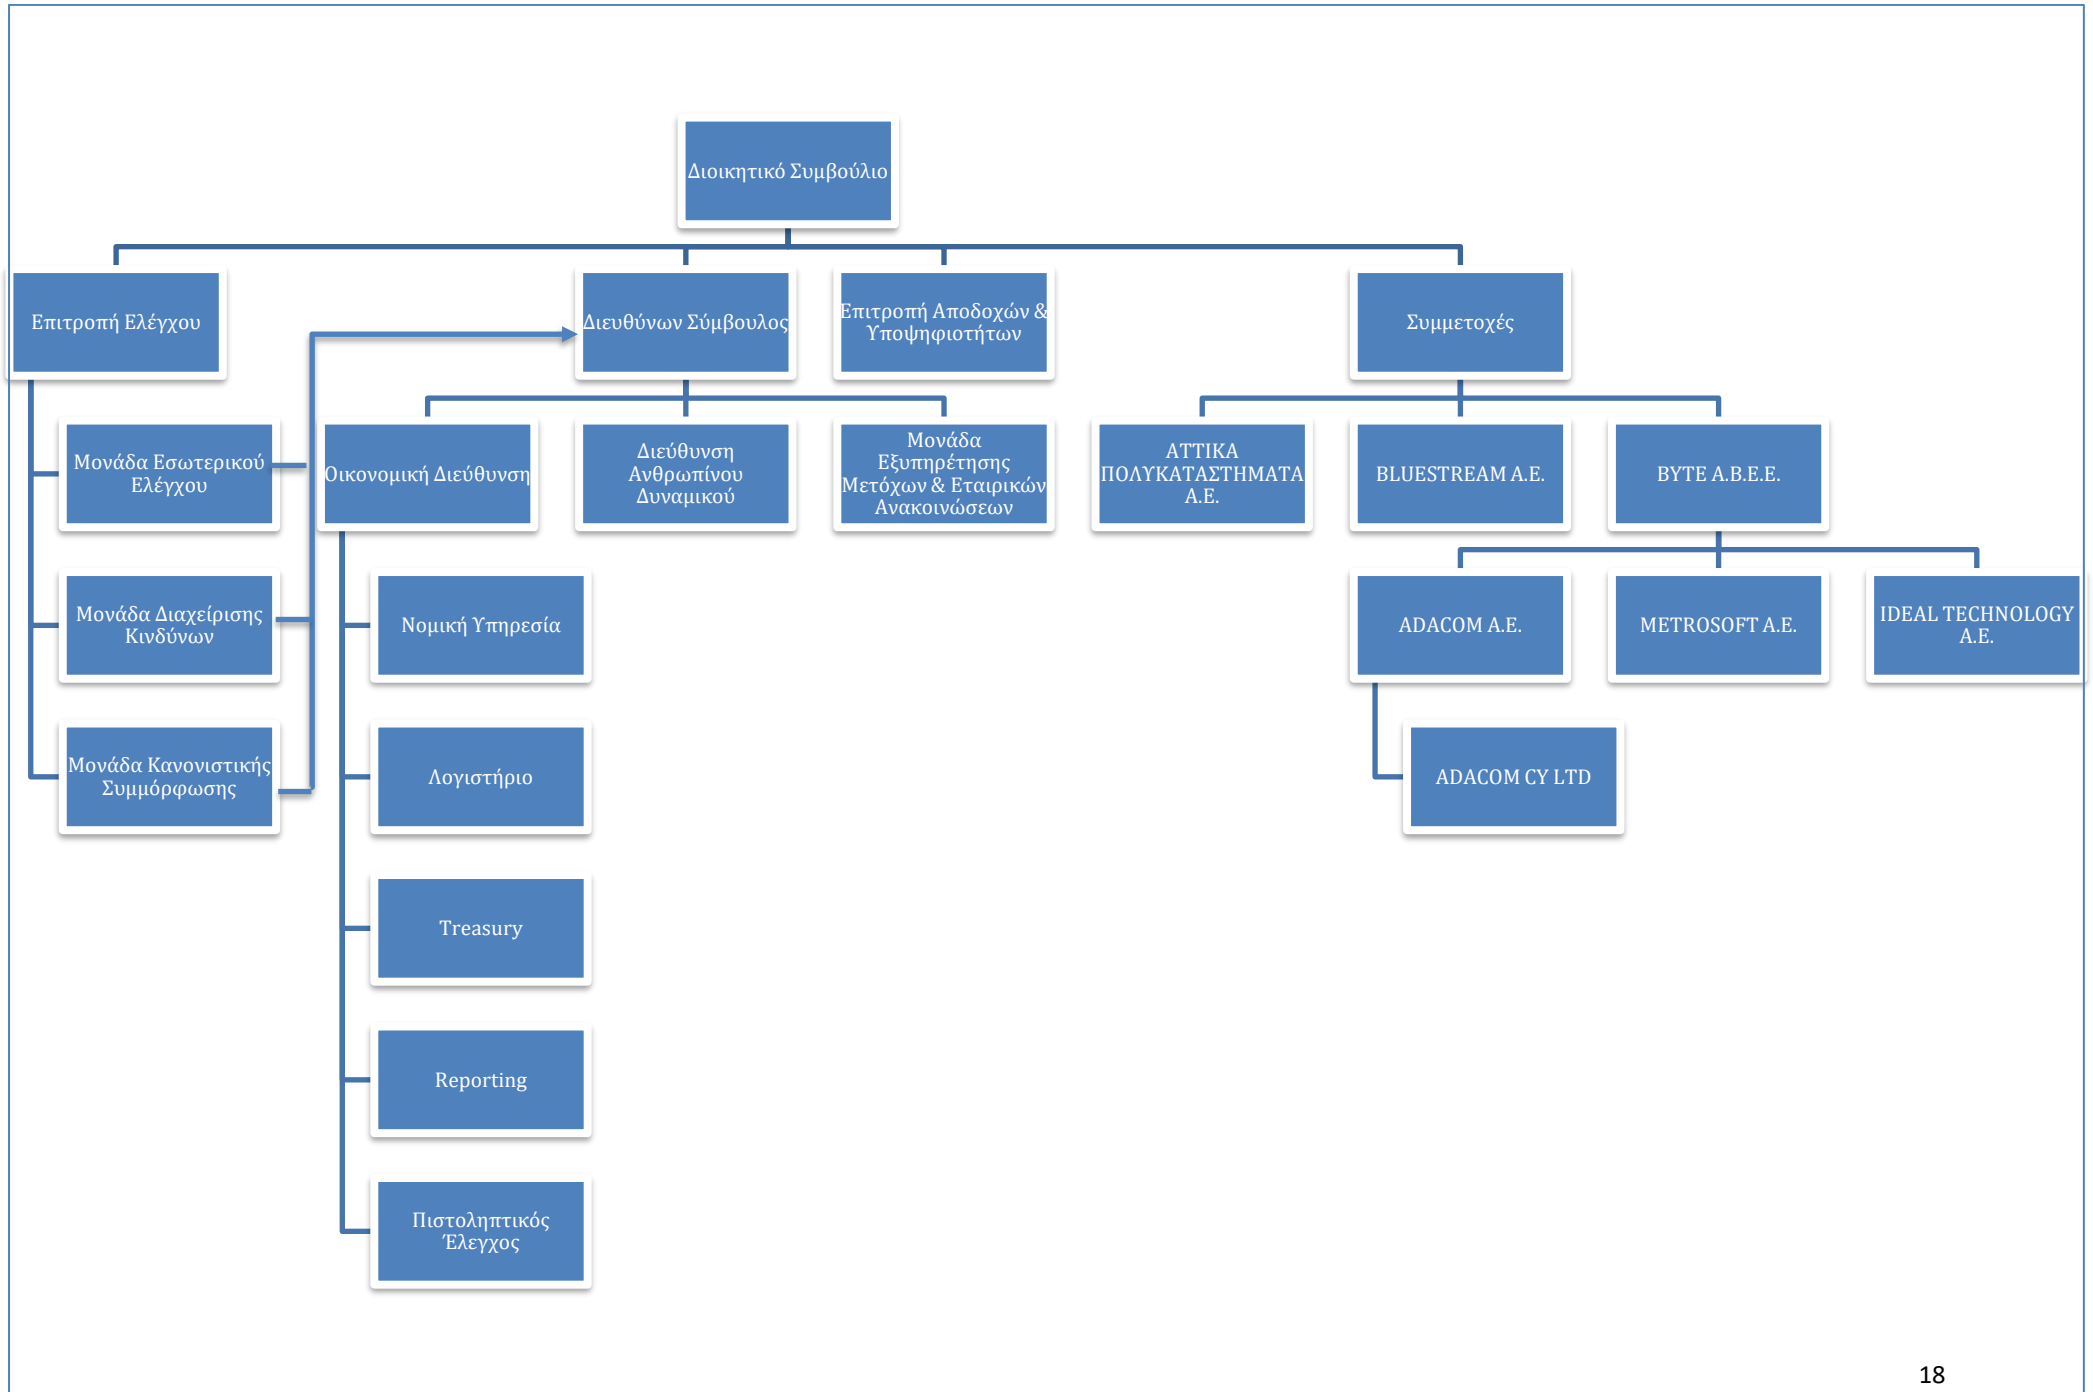 Διοικητικό Συμβούλιο
Επιτροπή Ελέγχου
Διευθύνων Σύμβουλος
Επιτροπή Αποδοχών &
Υποψηφιοτήτων
Συμμετοχές
Μονάδα Εσωτερικού
Ελέγχου
Οικονομική Διεύθυνση
Διεύθυνση
Ανθρωπίνου
Δυναμικού
Μονάδα
Εξυπηρέτησης
Μετόχων & Εταιρικών
Ανακοινώσεων
ΑΤΤΙΚΑ
ΠΟΛΥΚΑΤΑΣΤΗΜΑΤΑ
Α.Ε.
BLUESTREAM A.E.
BYTE A.B.E.E.
Μονάδα Διαχείρισης
Κινδύνων
Νομική Υπηρεσία
ADACOM A.E.
METROSOFT A.E.
IDEAL TECHNOLOGY
A.E.
Μονάδα Κανονιστικής
Συμμόρφωσης
Λογιστήριο
ADACOM CY LTD
Treasury
Reporting
Πιστοληπτικός
Έλεγχος
18